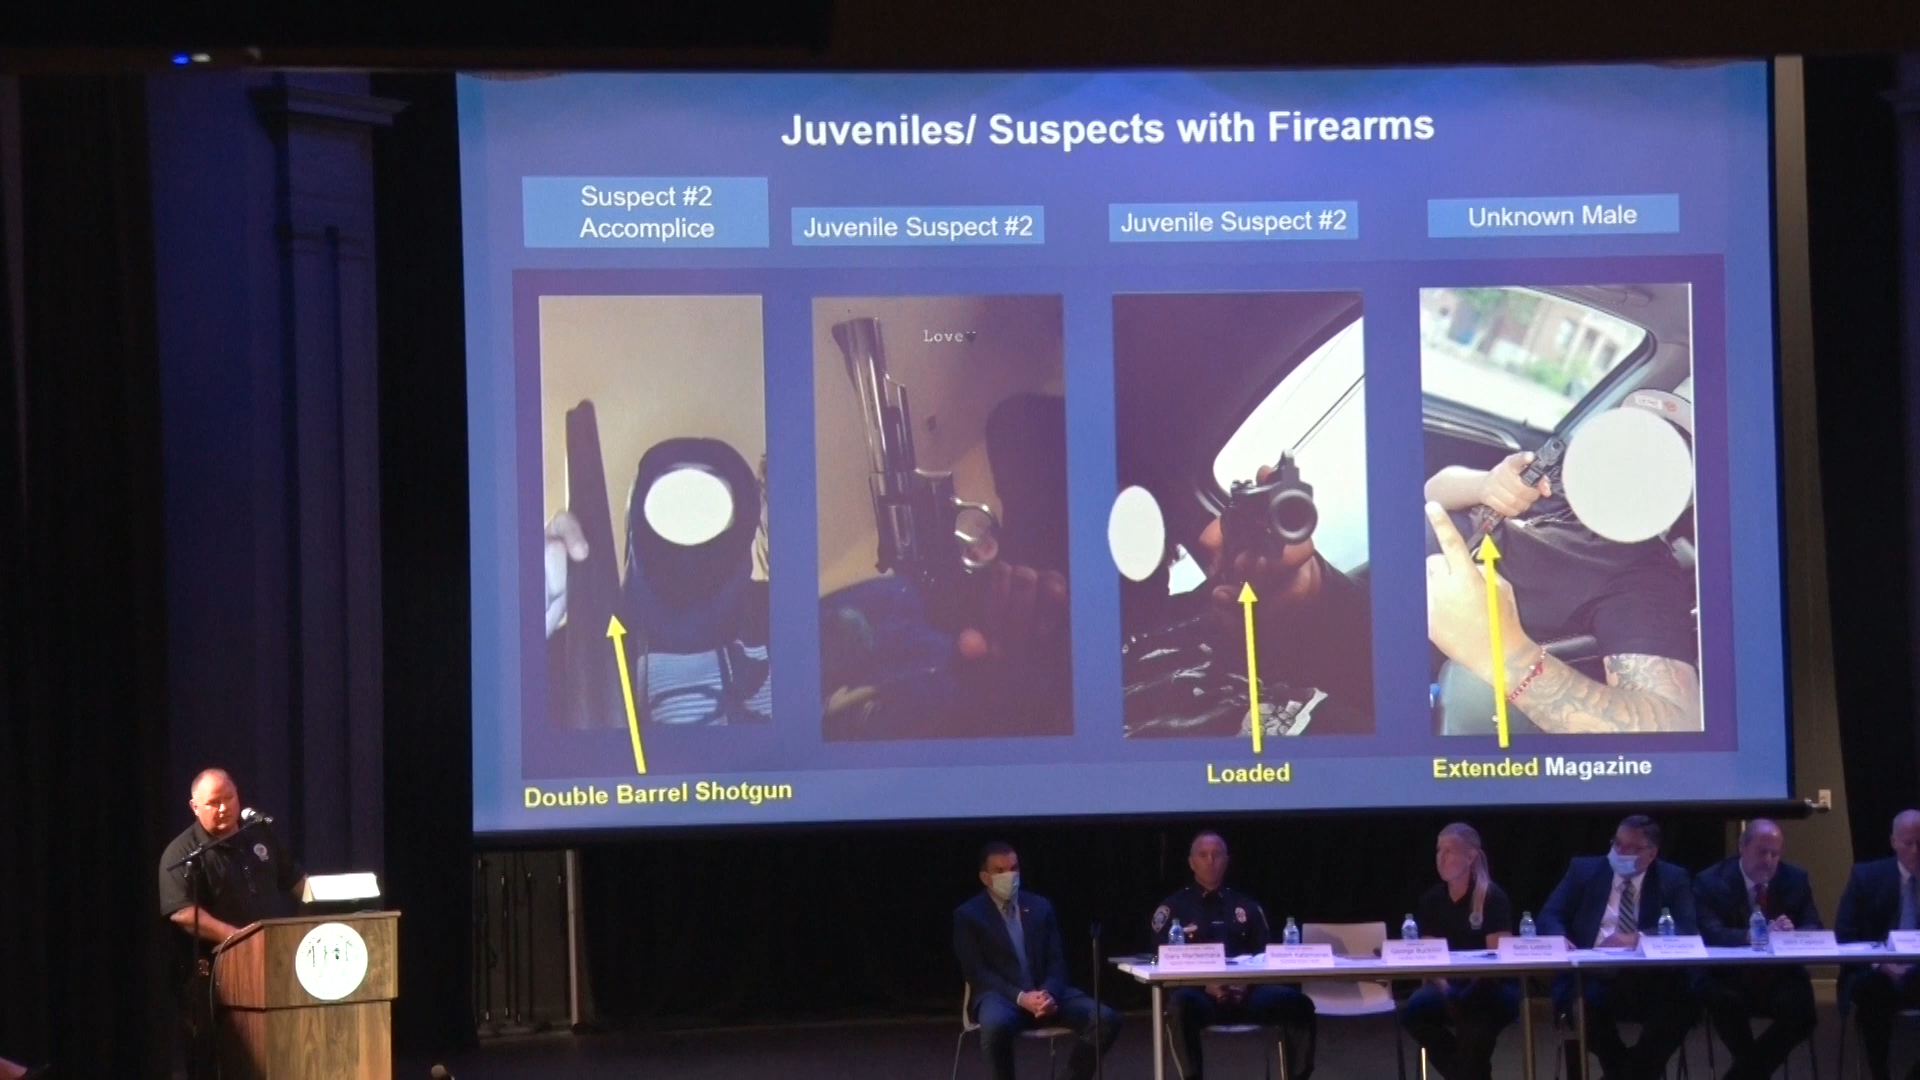 Juveniles/ Suspects with Firearms
Suspect #2
Accomplice
Juvenile Suspect #2
Juvenile Suspect #2
Unknown Male
Love
Double Barrel Shotgun
Loaded
Extended Magazine